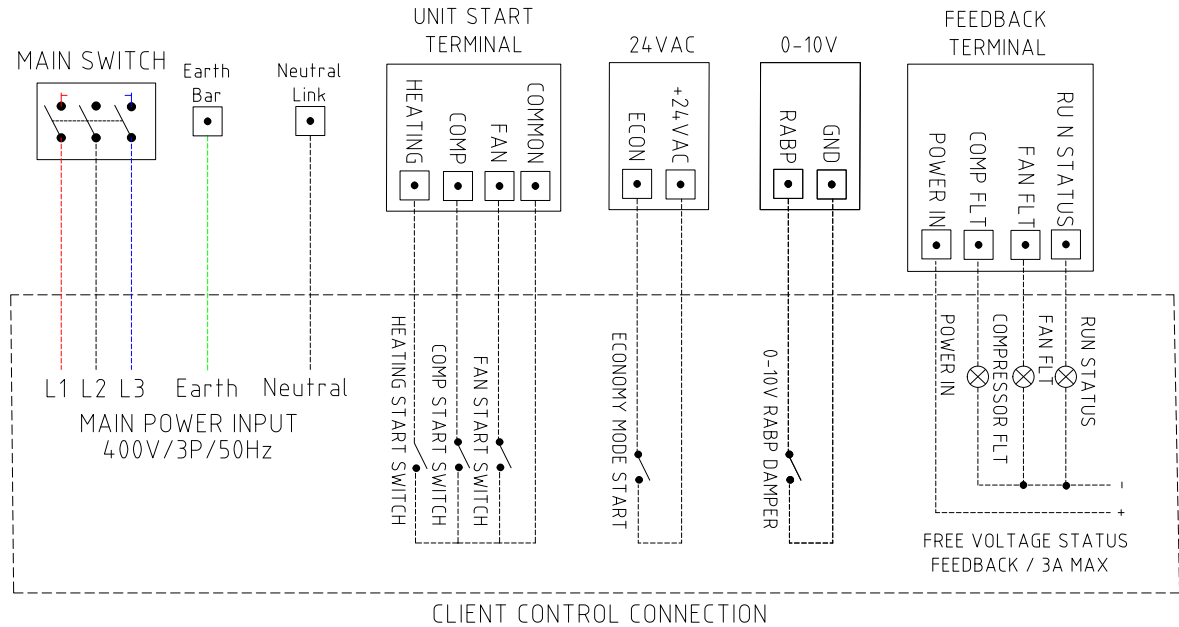 MAIN SWITCH
Earth
Bar
Neutral
Link
UNIT START
TERMINAL
HEATING
COMP
FAN
COMMON
24VAC
ECON
+24VAC
0-10V
RABP
GND
FEEDBACK
TERMINAL
POWER IN
COMP FLT
FAN FLT
RUN STATUS
L1 L2 L3 Earth Neutral
MAIN POWER INPUT
400V/3P/50Hz
HEATING START SWITCH
COMP START SWITCH
FAN START SWITCH
ECONOMY MODE START
0-10V RABP DAMPER
POWER IN
COMPRESSOR FLT
FAN FLT
RUN STATUS
-
+
FREE VOLTAGE STATUS
FEEDBACK / 3A MAX
CLIENT CONTROL CONNECTION